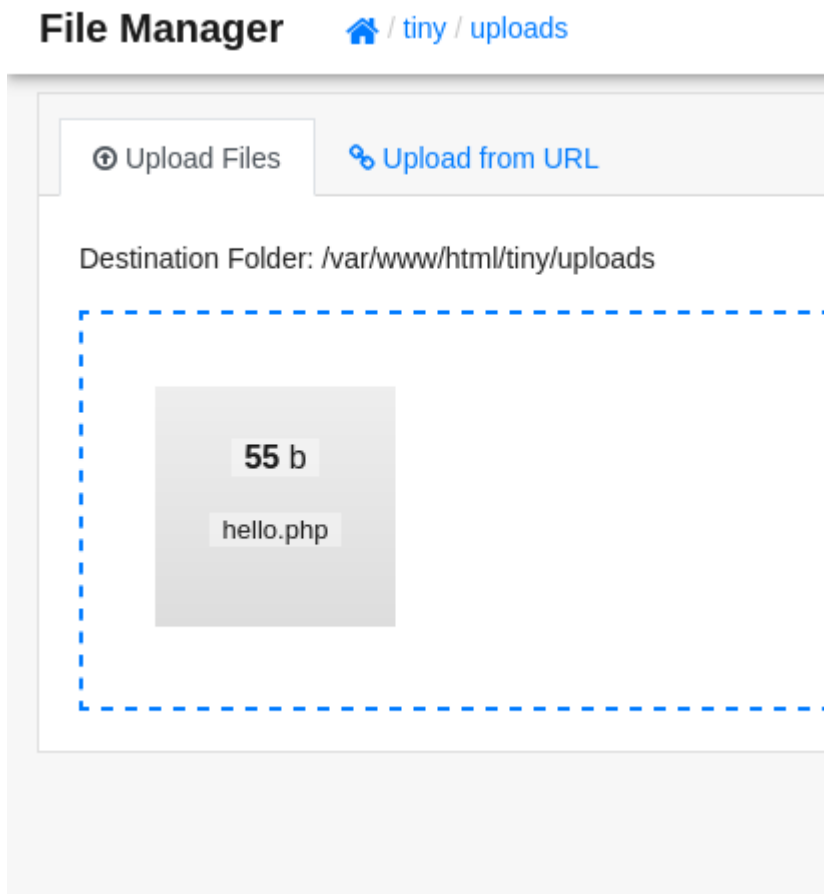 File Manager / tiny / uploads
Upload Files Upload from URL
Destination Folder: /var/www/html/tiny/uploads
55 b
hello.php